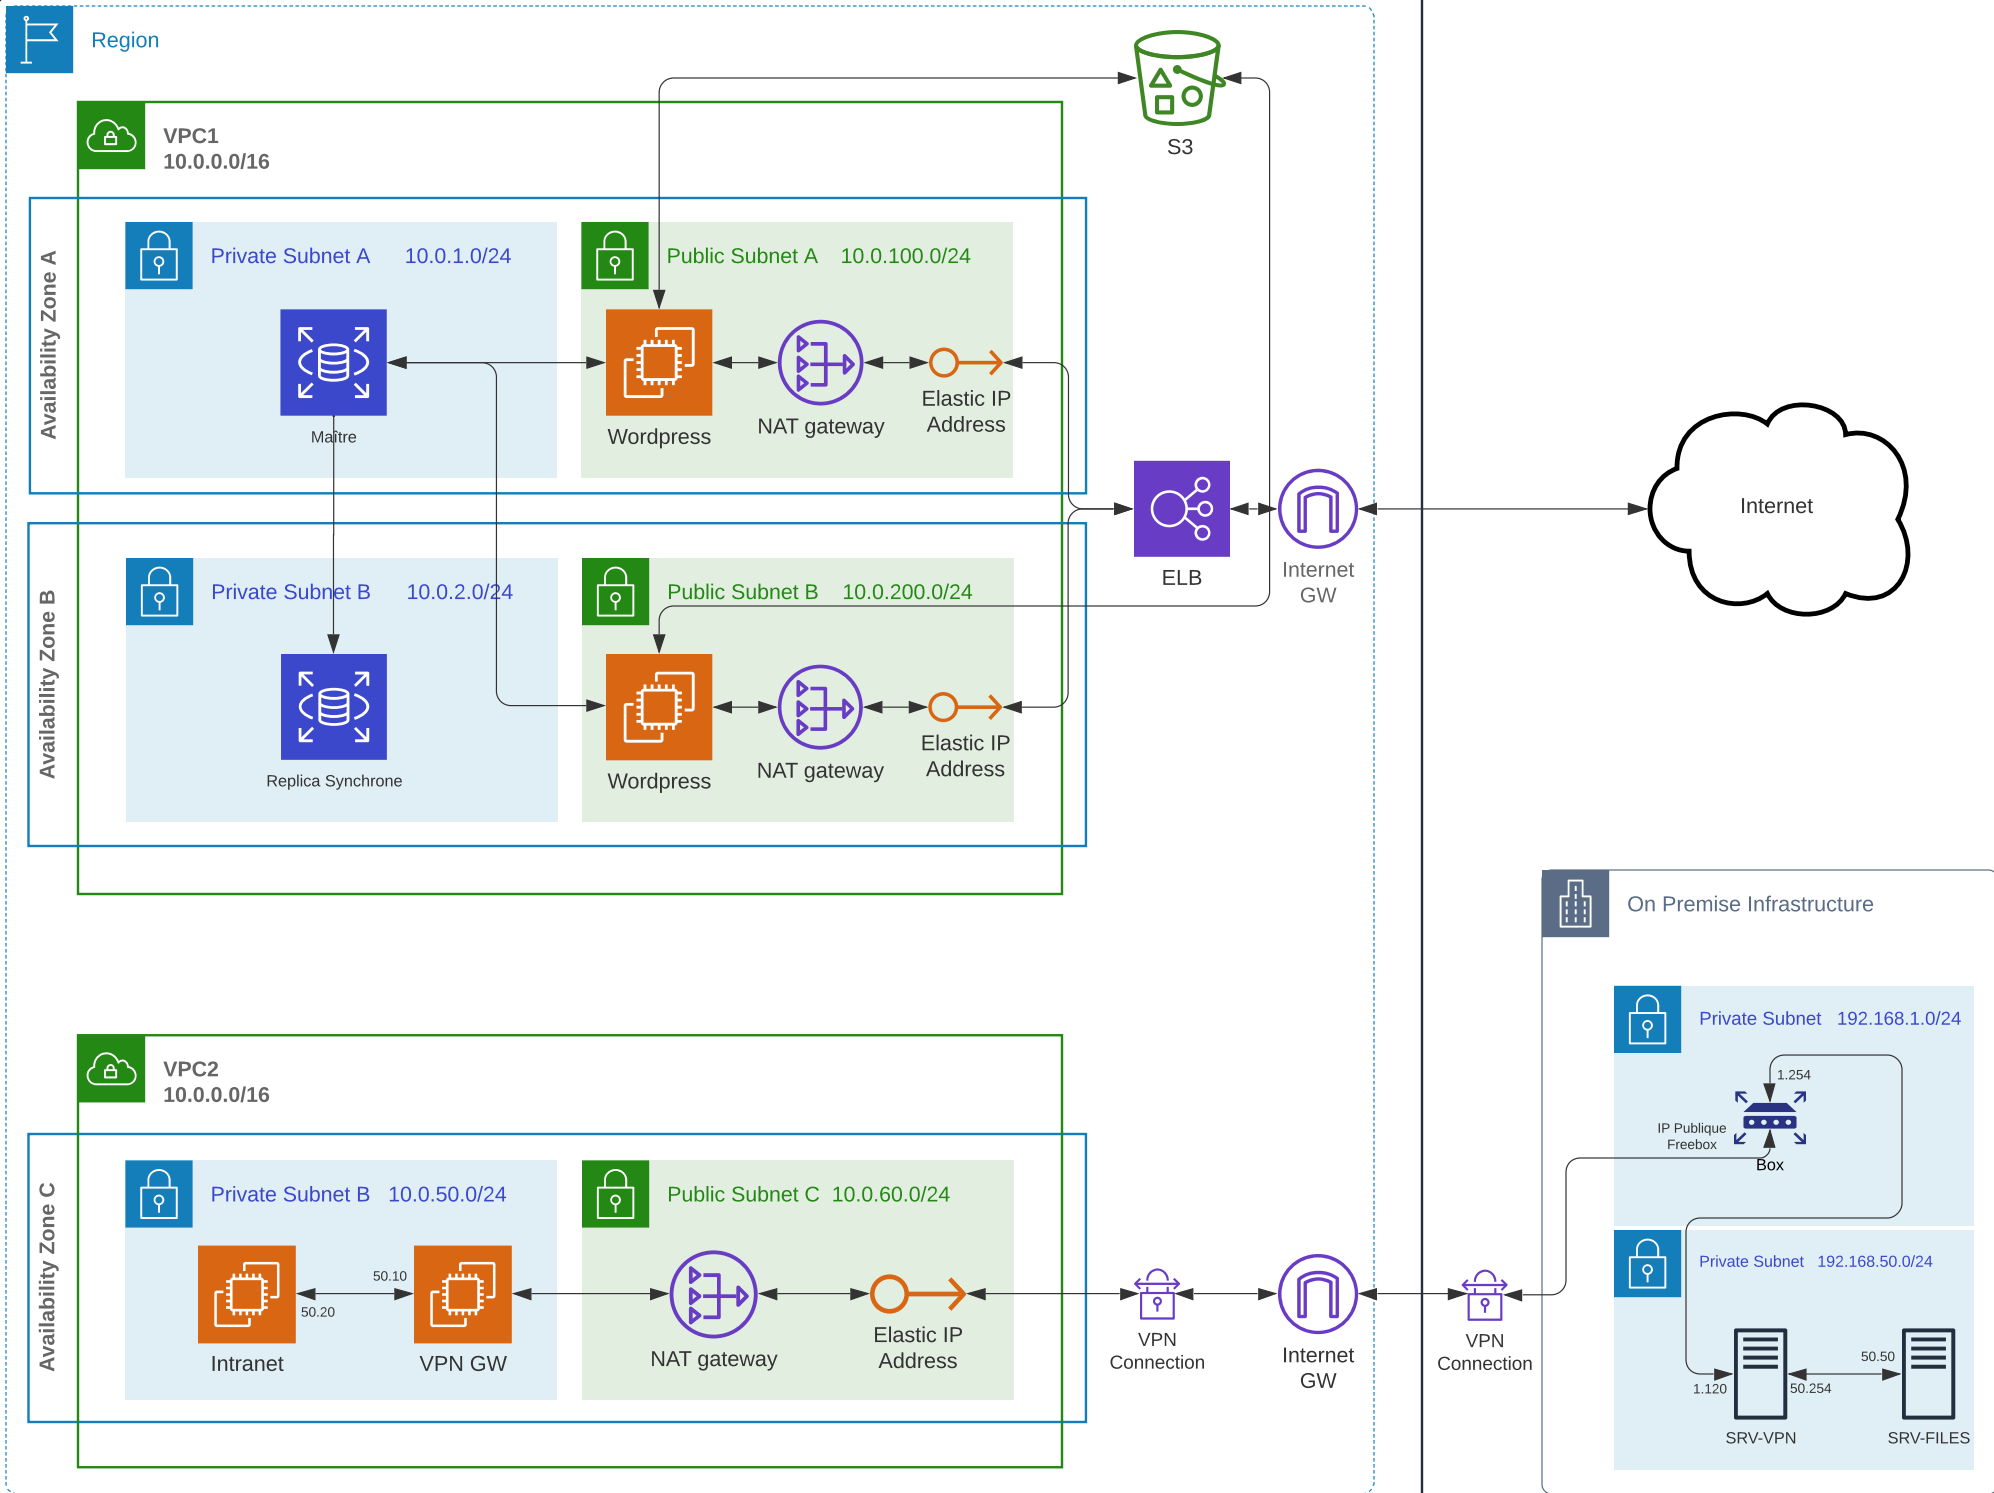 Region
S3
VPC1
10.0.0.0/16
Availability Zone A
Private Subnet A 10.0.1.0/24
Public Subnet A 10.0.100.0/24
Maître
Wordpress
NAT gateway
Elastic IP
Address
ELB
Internet
GW
Internet
Availability Zone B
Private Subnet B 10.0.2.0/24
Public Subnet B 10.0.200.0/24
Replica Synchrone
Wordpress
NAT gateway
Elastic IP
Address
On Premise Infrastructure
Private Subnet 192.168.1.0/24
1.254
IP Publique
Freebox
Box
Private Subnet 192.168.50.0/24
1.120
50.254
50.50
SRV-VPN
SRV-FILES
VPC2
10.0.0.0/16
Availability Zone C
Private Subnet B 10.0.50.0/24
Public Subnet C 10.0.60.0/24
50.10
50.20
Intranet
VPN GW
NAT gateway
Elastic IP
Address
VPN
Connection
Internet
GW
VPN
Connection